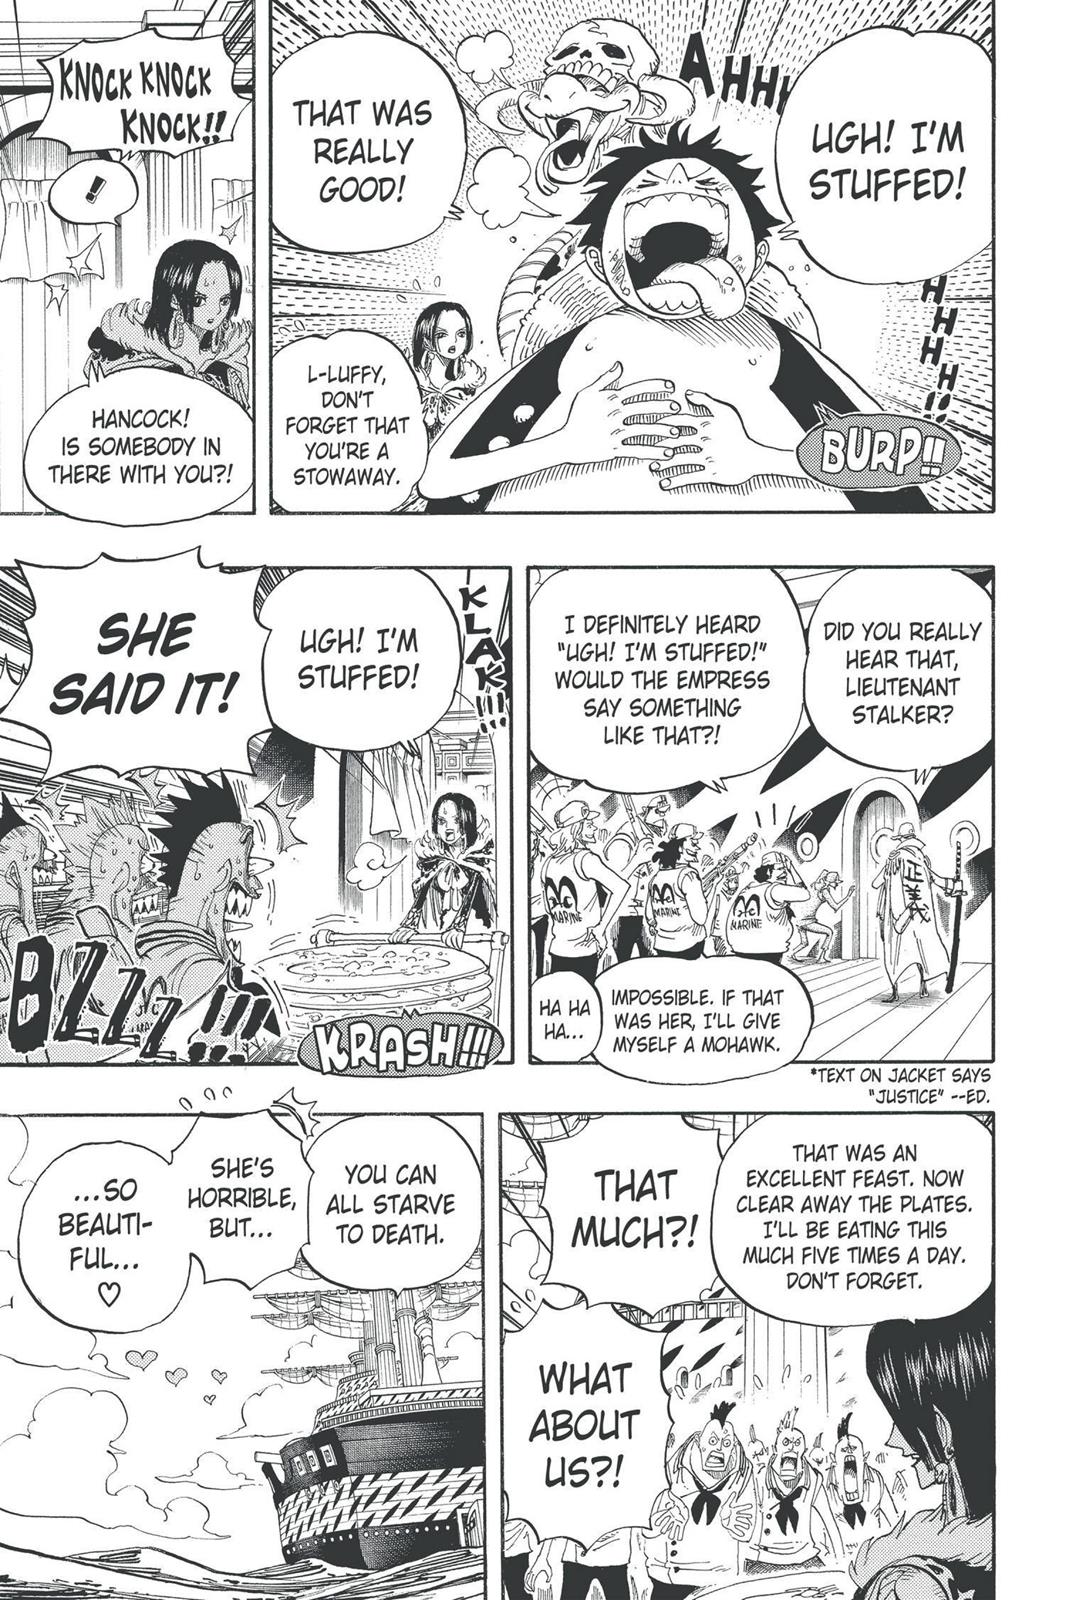 UGH! I'M
STUFFED!
AHHH
HHH!!
THAT WAS
REALLY
GOOD!
BURP!!
L-LUFFY,
DON'T
FORGET THAT
YOU'RE A
STOWAWAY.
KNOCK KNOCK
KNOCK!!
!
HANCOCK!
IS SOMEBODY IN
THERE WITH YOU?!
DID YOU REALLY
HEAR THAT,
LIEUTENANT
STALKER?
I DEFINITELY HEARD
"UGH! I'M STUFFED!"
WOULD THE EMPRESS
SAY SOMETHING
LIKE THAT?!
MARINE
MARINE
MARINE
正義
IMPOSSIBLE. IF THAT
WAS HER, I'LL GIVE
MYSELF A MOHAWK.
HA HA
HA...
*TEXT ON JACKET SAYS
"JUSTICE" --ED.
KLAK!!!
UGH! I'M
STUFFED!
SHE
SAID IT!
BZZZ!!!
KRASH!!!
THAT WAS AN
EXCELLENT FEAST. NOW
CLEAR AWAY THE PLATES.
I'LL BE EATING THIS
MUCH FIVE TIMES A DAY.
DON'T FORGET.
THAT
MUCH?!
WHAT
ABOUT
US?!
YOU CAN
ALL STARVE
TO DEATH.
SHE'S
HORRIBLE,
BUT...
...SO
BEAUTI-
FUL...
♡